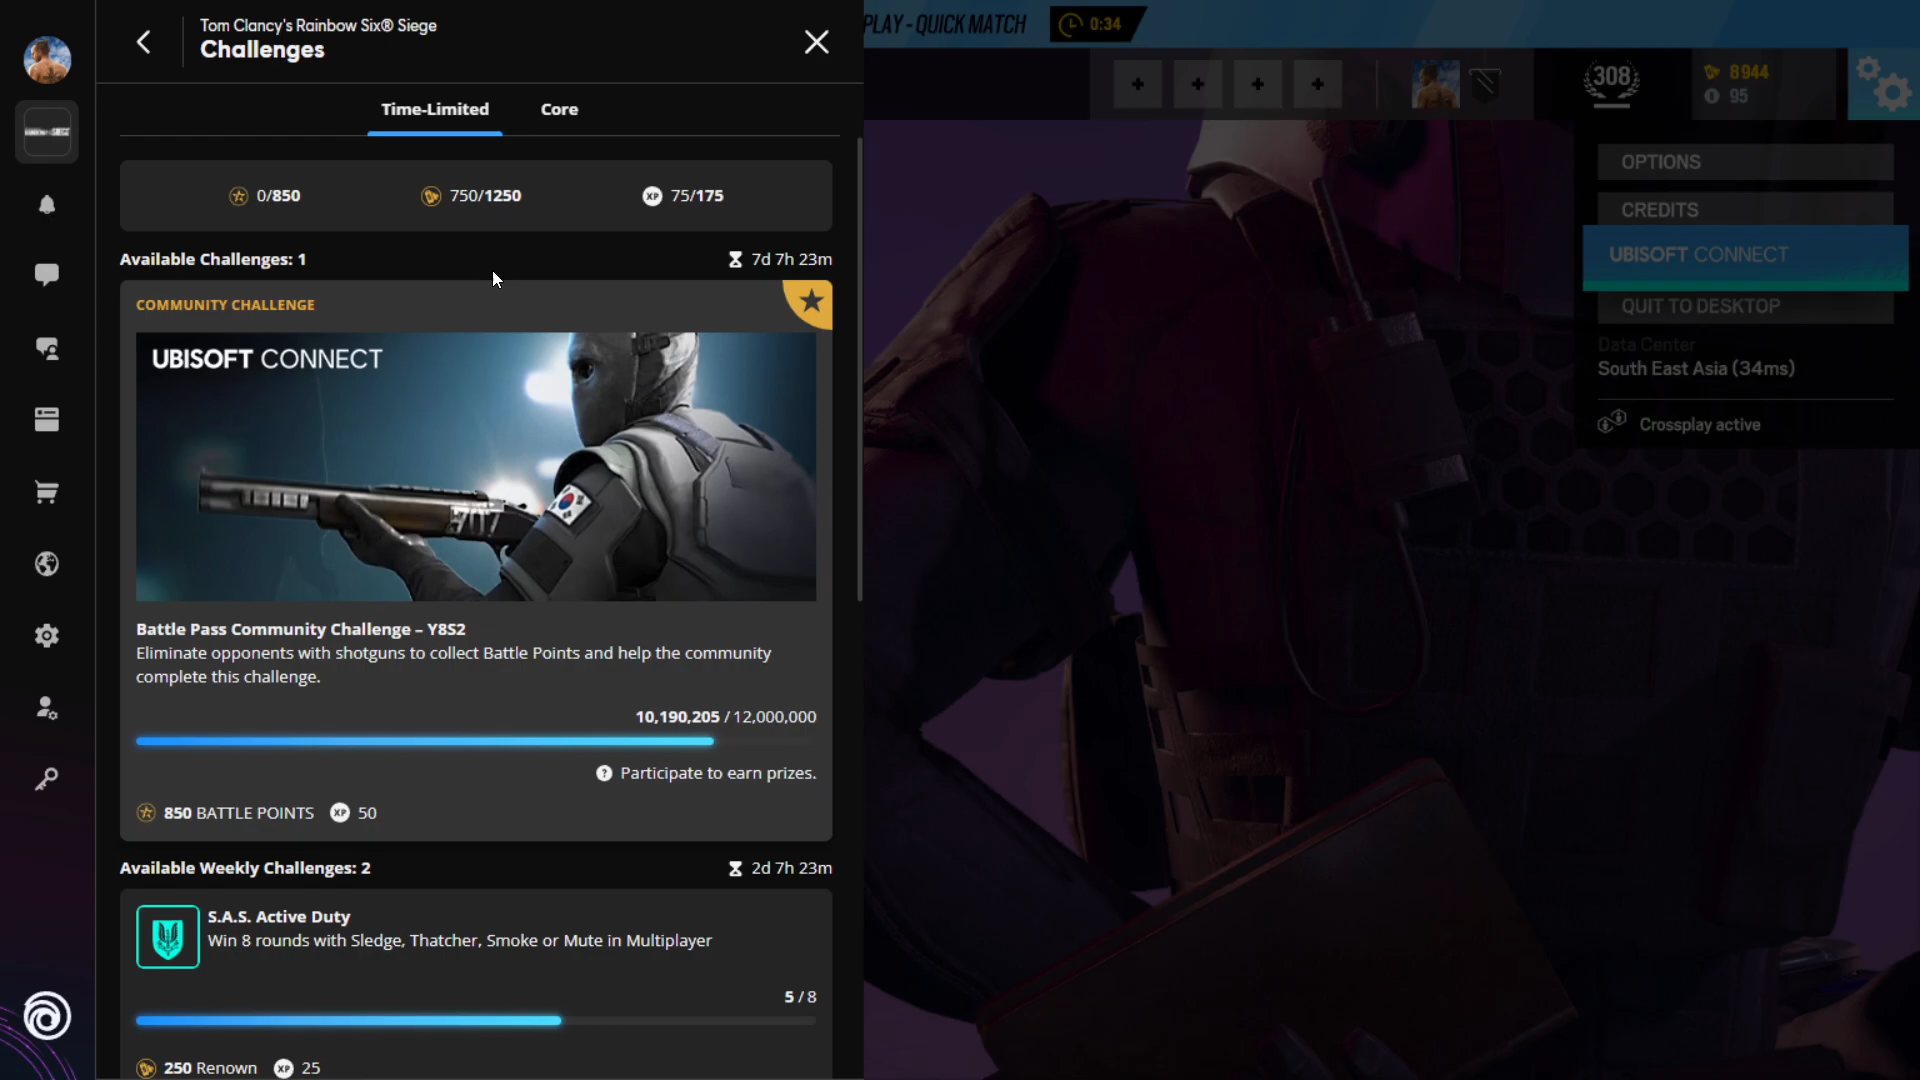 Tom Clancy's Rainbow Six® Siege
Challenges
Time-Limited
Core
0/850
750/1250
XP 75/175
Available Challenges: 1
7d 7h 23m
COMMUNITY CHALLENGE
UBISOFT CONNECT
707
Battle Pass Community Challenge – Y8S2
Eliminate opponents with shotguns to collect Battle Points and help the community
complete this challenge.
10,190,205 / 12,000,000
? Participate to earn prizes.
850 BATTLE POINTS XP 50
Available Weekly Challenges: 2
2d 7h 23m
S.A.S. Active Duty
Win 8 rounds with Sledge, Thatcher, Smoke or Mute in Multiplayer
5 / 8
250 Renown XP 25
PLAY - QUICK MATCH
0:34
308
8944
95
OPTIONS
CREDITS
UBISOFT CONNECT
QUIT TO DESKTOP
Data Center
South East Asia (34ms)
Crossplay active